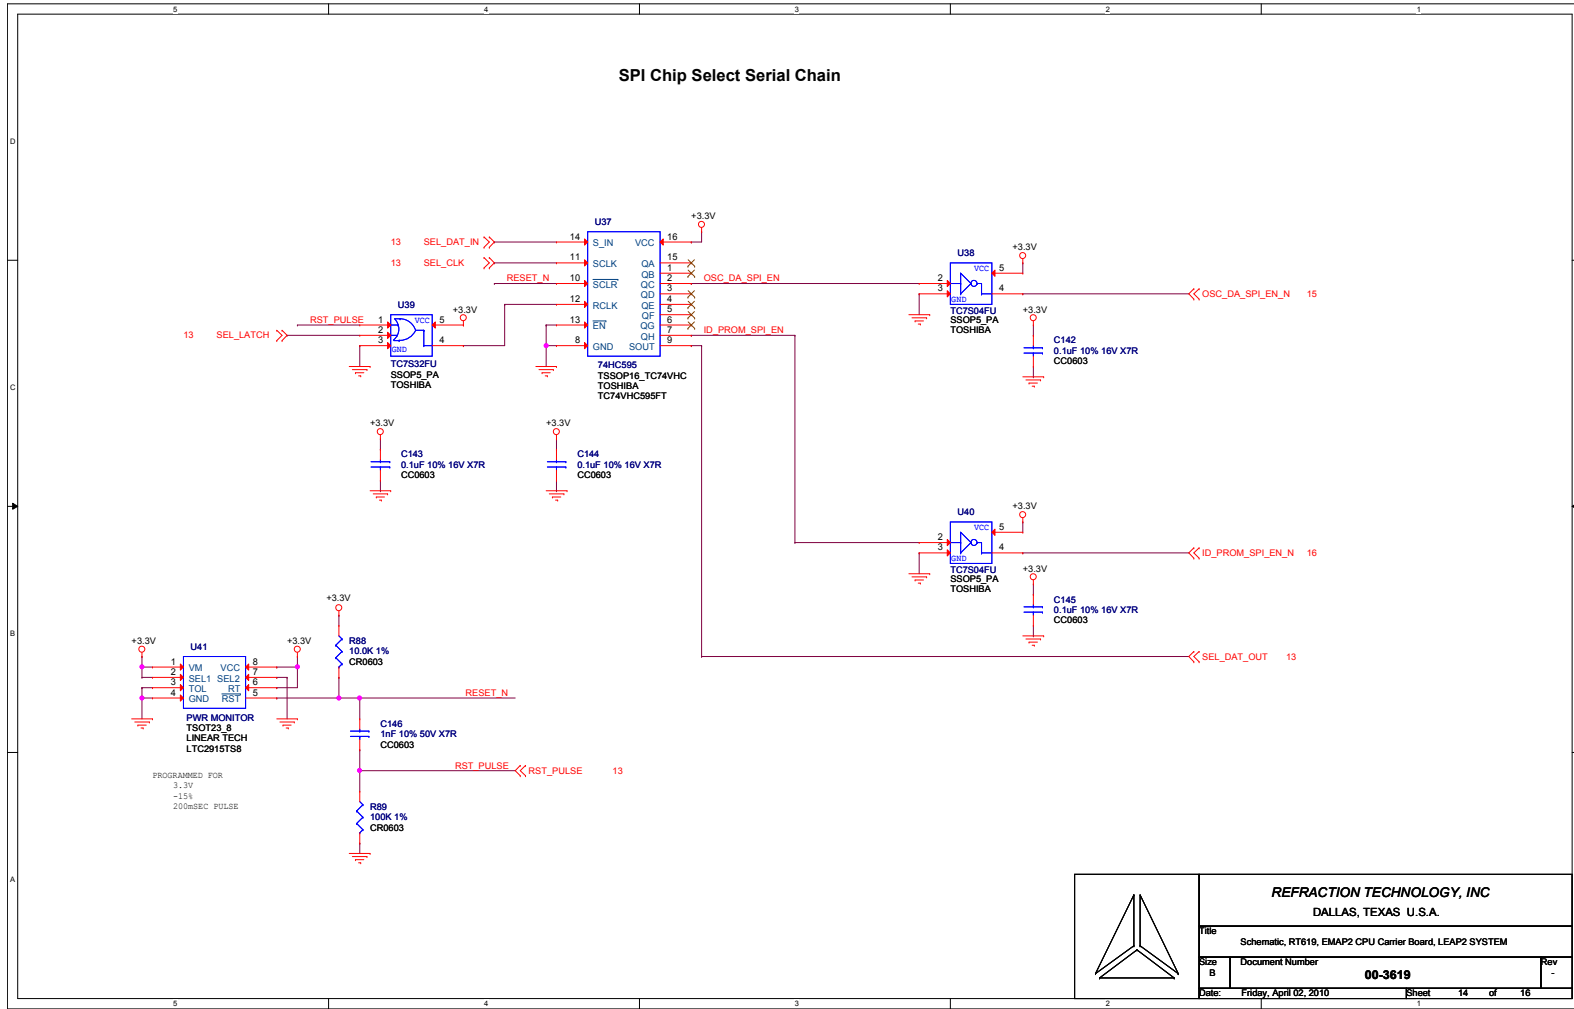 5 4 3 2 1
SPI Chip Select Serial Chain
D
C
B
A
U37
+3.3V
13 SEL_DAT_IN
14 S_IN VCC 16
13 SEL_CLK
11 SCLK QA 15
QB 1
RESET_N 10 SCLR QC 2 OSC_DA_SPI_EN
QD 3
12 RCLK QE 4
QF 5
13 EN QG 6
QH 7 ID_PROM_SPI_EN
8 GND SOUT 9
74HC595
TSSOP16_TC74VHC
TOSHIBA
TC74VHC595FT
U39
+3.3V
RST_PULSE 1 VCC 5
13 SEL_LATCH 2
3 GND 4
TC7S32FU
SSOP5_PA
TOSHIBA
U38
+3.3V
VCC 5
2
3 GND 4
OSC_DA_SPI_EN_N 15
TC7S04FU
SSOP5_PA
TOSHIBA
+3.3V
C142
0.1uF 10% 16V X7R
CC0603
+3.3V
C143
0.1uF 10% 16V X7R
CC0603
+3.3V
C144
0.1uF 10% 16V X7R
CC0603
U40
+3.3V
VCC 5
2
3 GND 4
ID_PROM_SPI_EN_N 16
TC7S04FU
SSOP5_PA
TOSHIBA
+3.3V
C145
0.1uF 10% 16V X7R
CC0603
SEL_DAT_OUT 13
+3.3V
U41
+3.3V
1 VM VCC 8
2 SEL1 SEL2 7
3 TOL RT 6
4 GND RST 5
PWR MONITOR
TSOT23_8
LINEAR TECH
LTC2915TS8
+3.3V
R88
10.0K 1%
CR0603
RESET_N
C146
1nF 10% 50V X7R
CC0603
RST_PULSE RST_PULSE 13
R89
100K 1%
CR0603
PROGRAMMED FOR
3.3V
-15%
200mSEC PULSE
REFRACTION TECHNOLOGY, INC
DALLAS, TEXAS U.S.A.
Title
Schematic, RT619, EMAP2 CPU Carrier Board, LEAP2 SYSTEM
Size Document Number Rev
B 00-3619 -
Date: Friday, April 02, 2010 Sheet 14 of 16
5 4 3 2 1